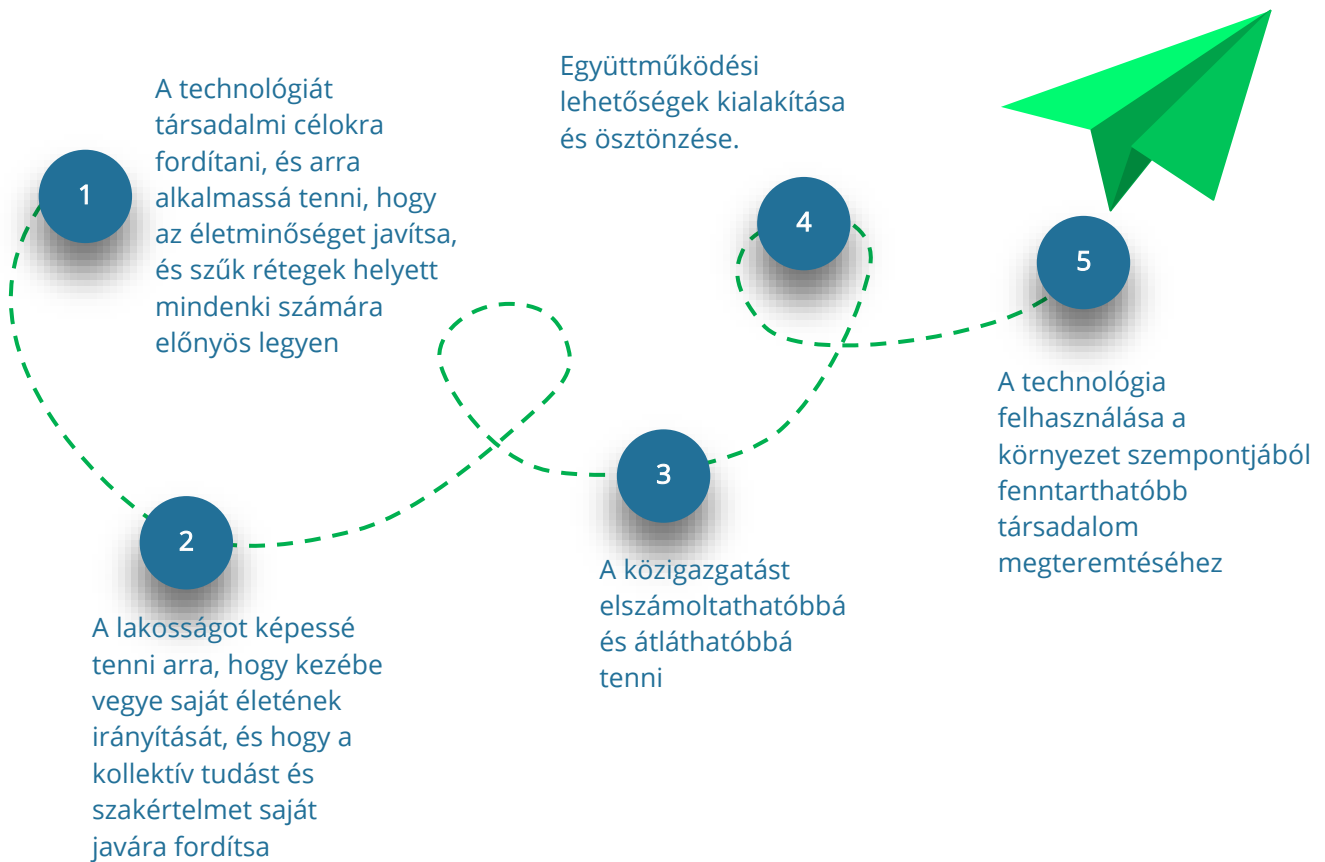 1
A technológiát
társadalmi célokra
fordítani, és arra
alkalmassá tenni, hogy
az életminőséget javítsa,
és szűk rétegek helyett
mindenki számára
előnyös legyen
2
A lakosságot képessé
tenni arra, hogy kezébe
vegye saját életének
irányítását, és hogy a
kollektív tudást és
szakértelmet saját
javára fordítsa
3
A közigazgatást
elszámoltathatóbbá
és átláthatóbbá
tenni
4
Együttműködési
lehetőségek kialakítása
és ösztönzése.
5
A technológia
felhasználása a
környezet szempontjából
fenntarthatóbb
társadalom
megteremtéséhez